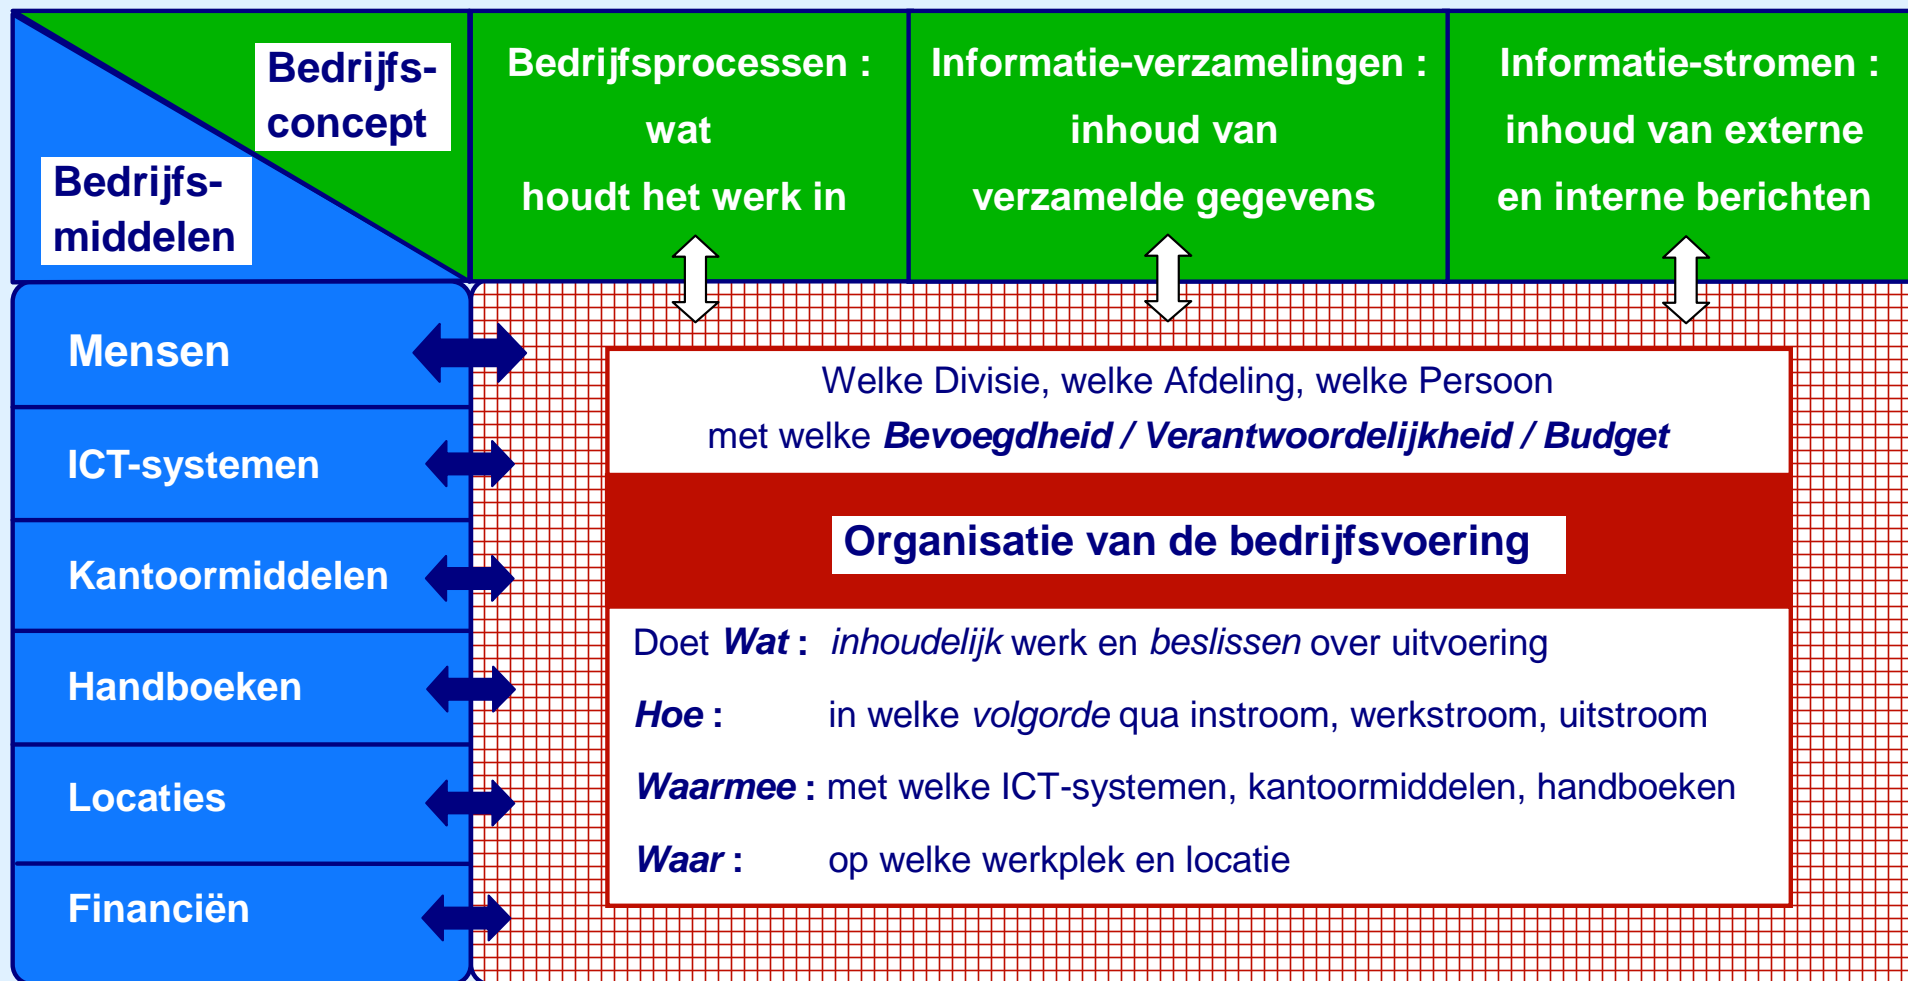 Bedrijfs-
concept
Bedrijfs-
middelen
Bedrijfsprocessen :
wat
houdt het werk in
Informatie-verzamelingen :
inhoud van
verzamelde gegevens
Informatie-stromen :
inhoud van externe
en interne berichten
Mensen
ICT-systemen
Kantoormiddelen
Handboeken
Locaties
Financiën
Welke Divisie, welke Afdeling, welke Persoon
met welke Bevoegdheid / Verantwoordelijkheid / Budget
Organisatie van de bedrijfsvoering
Doet Wat : inhoudelijk werk en beslissen over uitvoering
Hoe : in welke volgorde qua instroom, werkstroom, uitstroom
Waarmee : met welke ICT-systemen, kantoormiddelen, handboeken
Waar : op welke werkplek en locatie